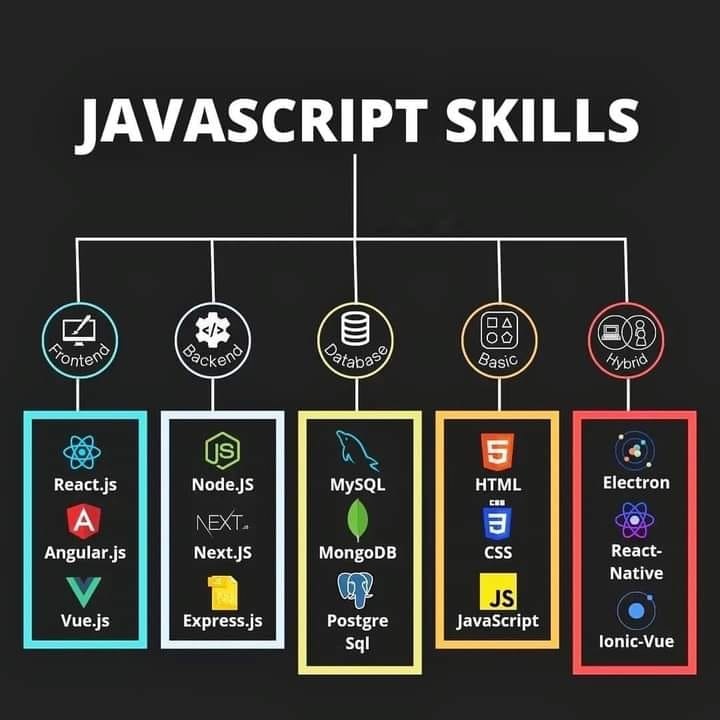 JAVASCRIPT SKILLS
Frontend
Backend
Database
Basic
Hybrid
React.js
Angular.js
Vue.js
JS
Node.JS
NEXT.JS
Next.JS
Express.js
MySQL
MongoDB
Postgre
Sql
5
HTML
CSS
3
CSS
JS
JavaScript
Electron
React-
Native
Ionic-Vue